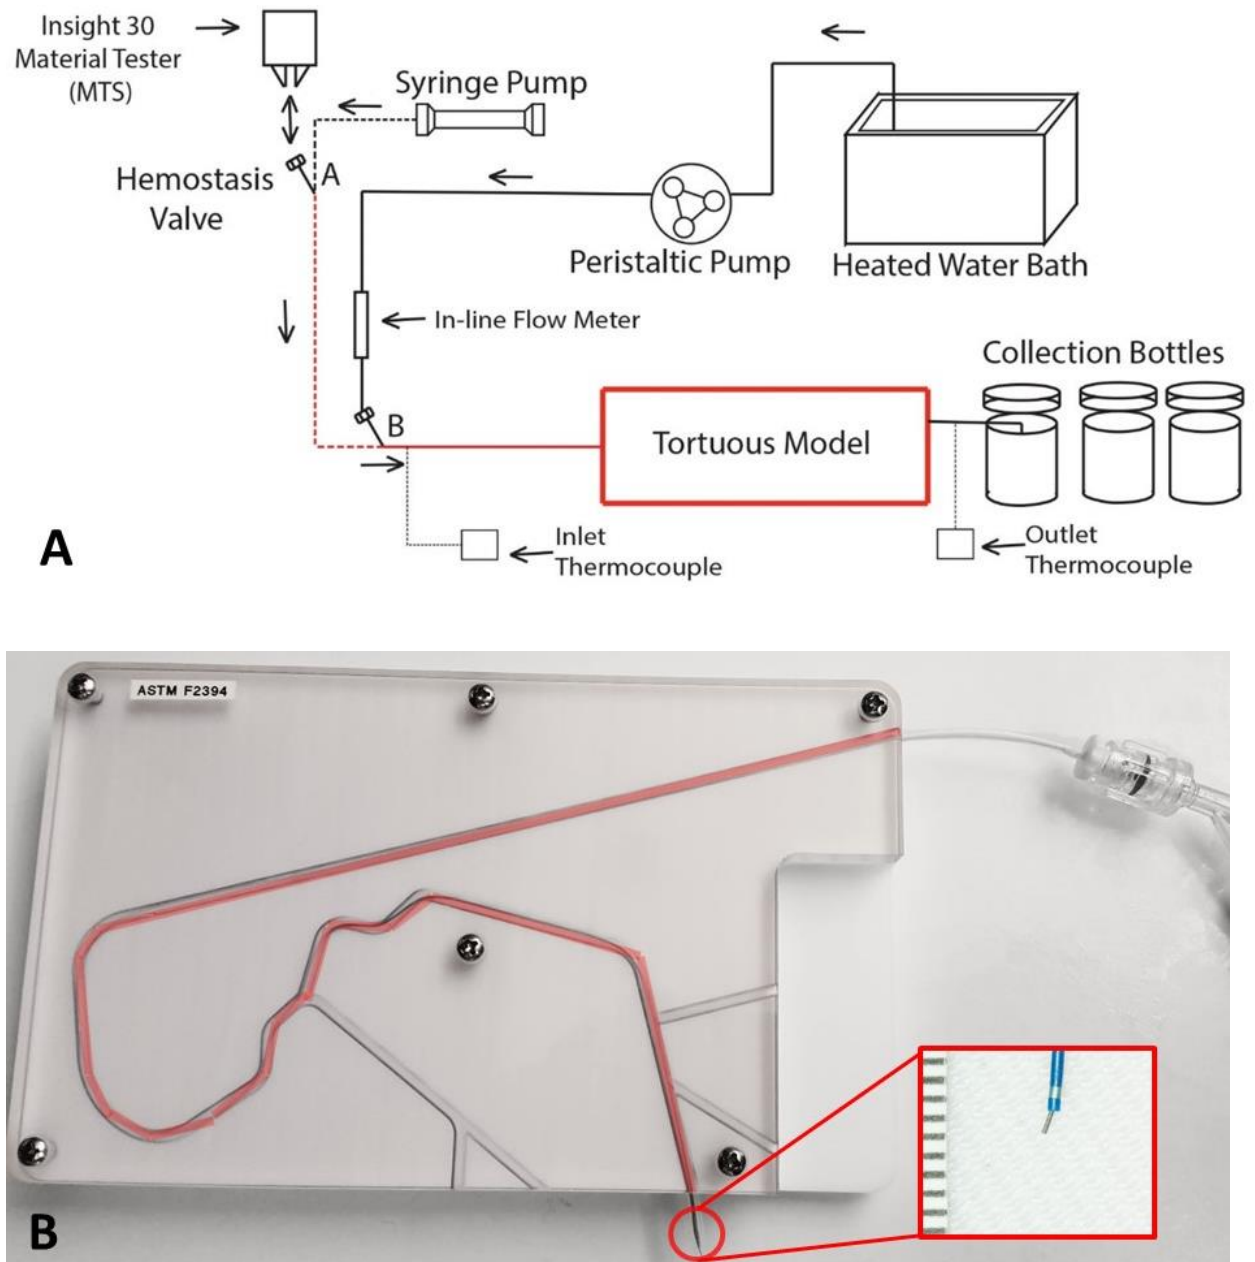 Insight 30
Material Tester
(MTS)
Syringe Pump
Hemostasis
Valve
A
Peristaltic Pump
Heated Water Bath
In-line Flow Meter
B
Collection Bottles
Tortuous Model
Inlet
Thermocouple
Outlet
Thermocouple
A
ASTM F2394
B